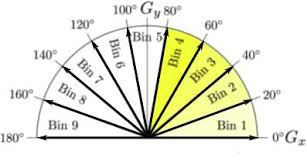 100° G_y 80°
120° 60°
140° 40°
160° 20°
180° 0° G_x
Bin 9
Bin 8
Bin 7
Bin 6
Bin 5
Bin 4
Bin 3
Bin 2
Bin 1